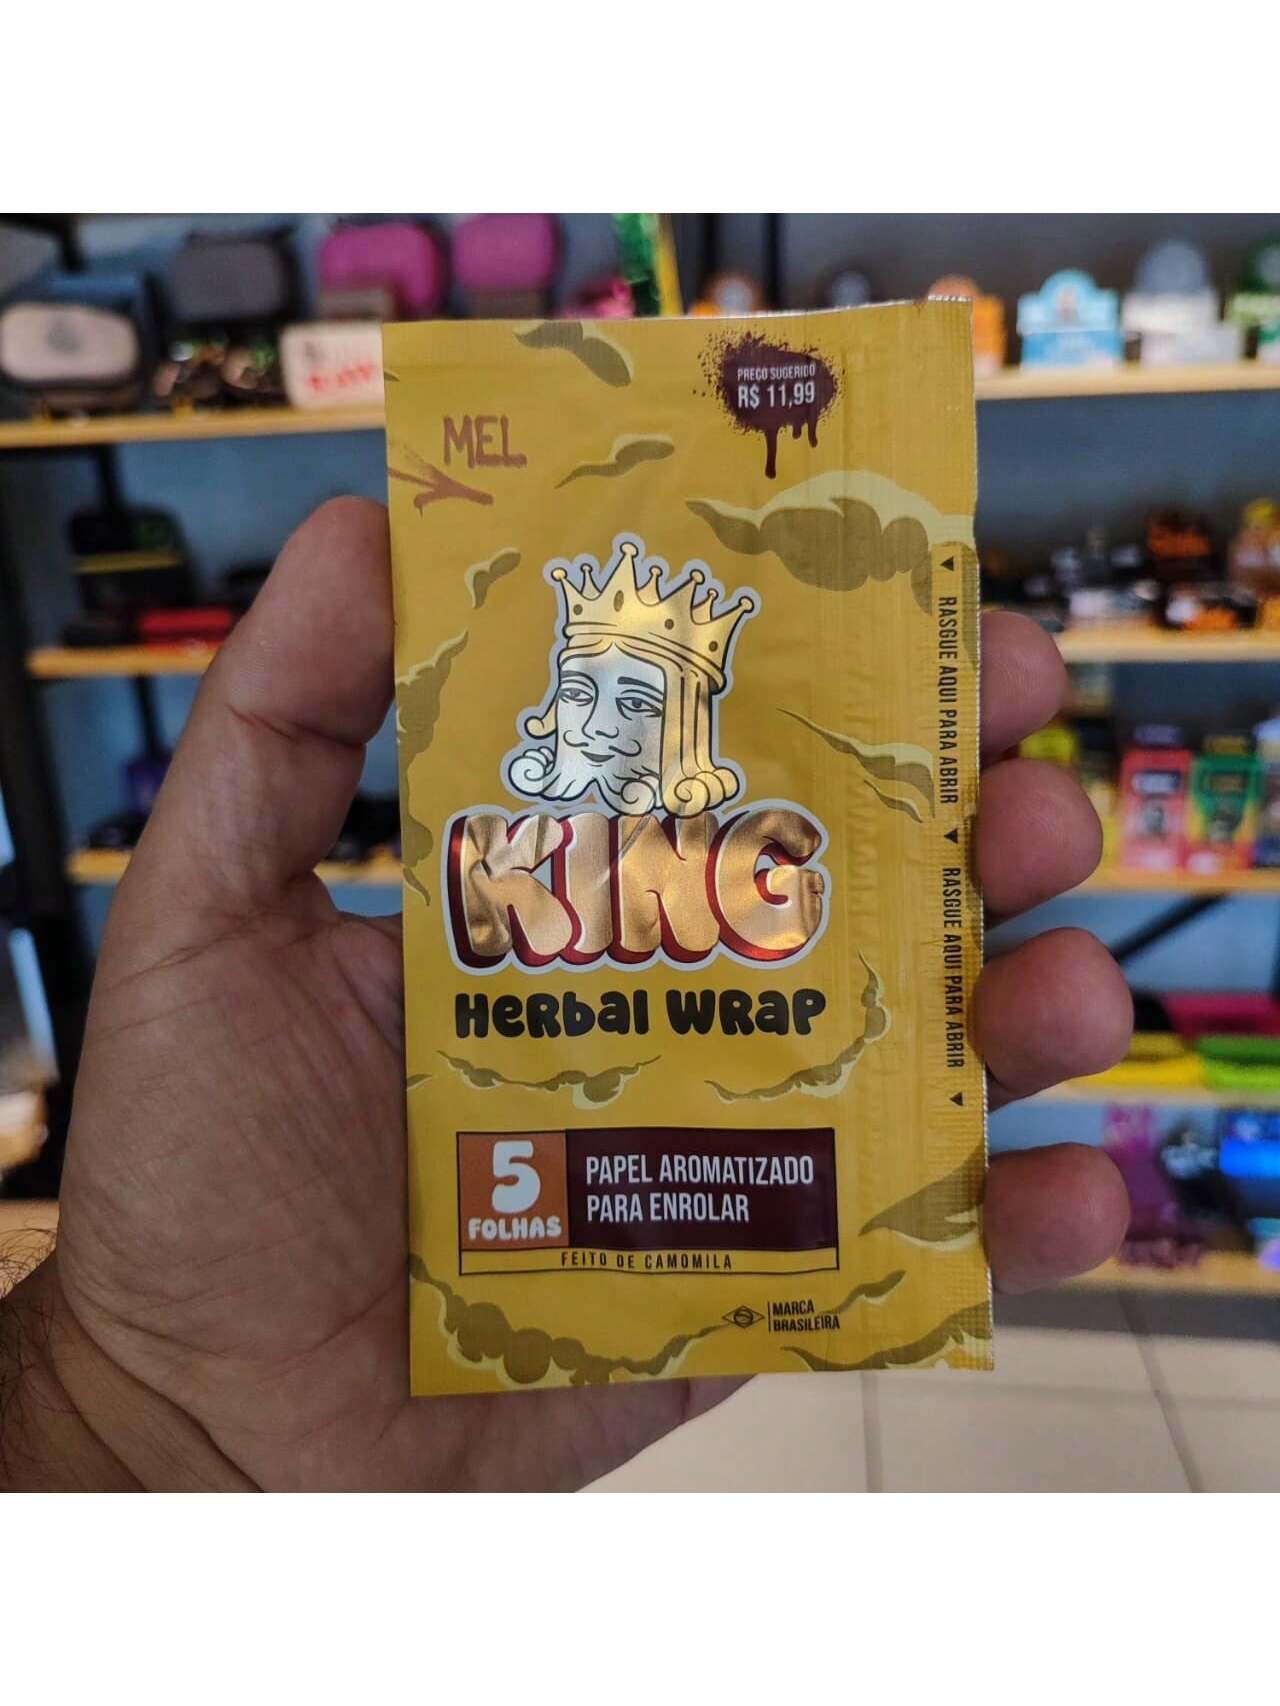 PREÇO SUGERIDO
R$ 11,99
MEL
KING
HERBAL WRAP
5
FOLHAS
PAPEL AROMATIZADO
PARA ENROLAR
FEITO DE CAMOMILA
MARCA
BRASILEIRA
RASGUE AQUI PARA ABRIR
RASGUE AQUI PARA ABRIR